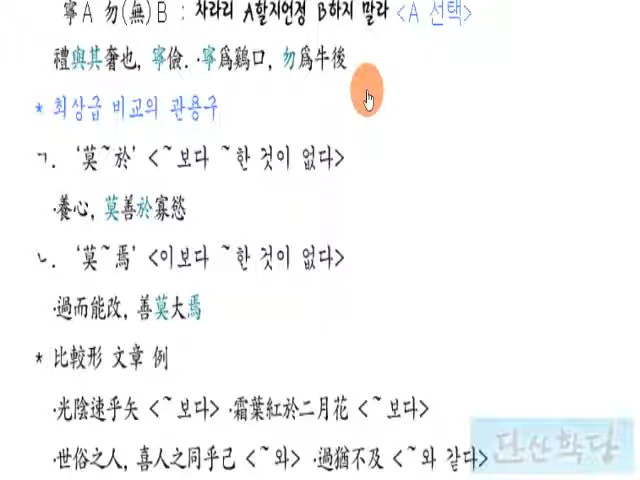 寧A 勿(無)B : 차라리 A할지언정 B하지 말라 <A 선택>
禮與其奢也, 寧儉. ·寧爲鷄口, 勿爲牛後
* 최상급 비교의 관용구
ㄱ. ‘莫~於’ <~보다 ~한 것이 없다>
·養心, 莫善於寡慾
ㄴ. ‘莫~焉’ <이보다 ~한 것이 없다>
·過而能改, 善莫大焉
* 比較形 文章 例
·光陰速乎矢 <~보다> ·霜葉紅於二月花 <~보다>
·世俗之人, 喜人之同乎己 <~와> ·過猶不及 <~와 같다>
단산학당